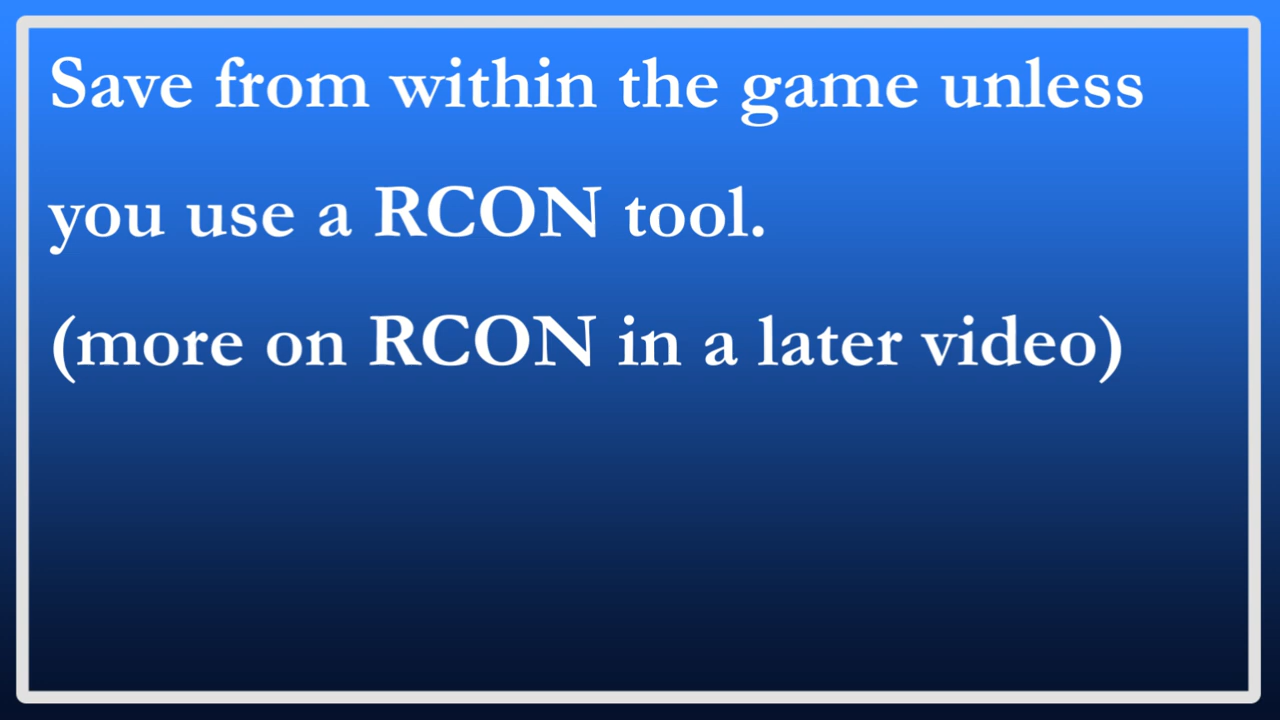 Save from within the game unless
you use a RCON tool.
(more on RCON in a later video)